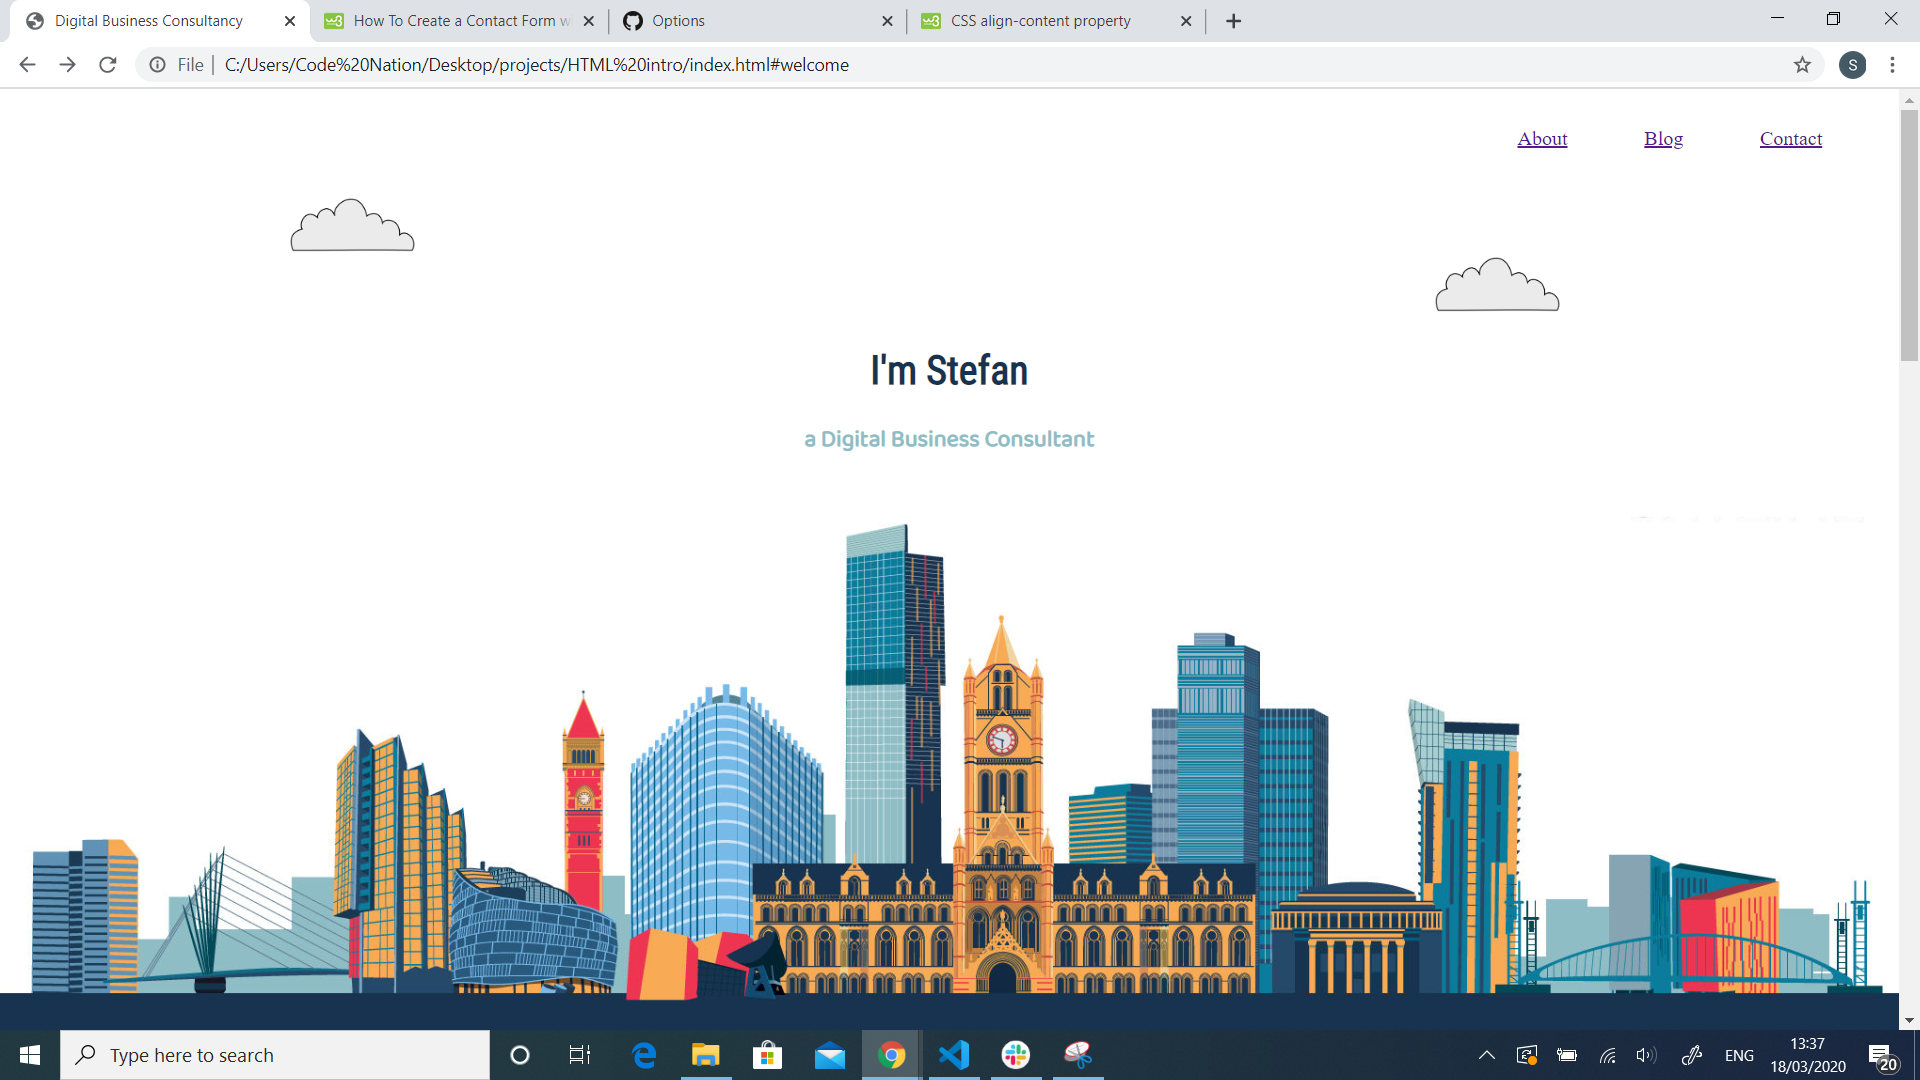 Digital Business Consultancy
How To Create a Contact Form w
Options
CSS align-content property
File
C:/Users/Code%20Nation/Desktop/projects/HTML%20intro/index.html#welcome
S
About
Blog
Contact
I'm Stefan
a Digital Business Consultant
Type here to search
ENG
13:37
18/03/2020
20